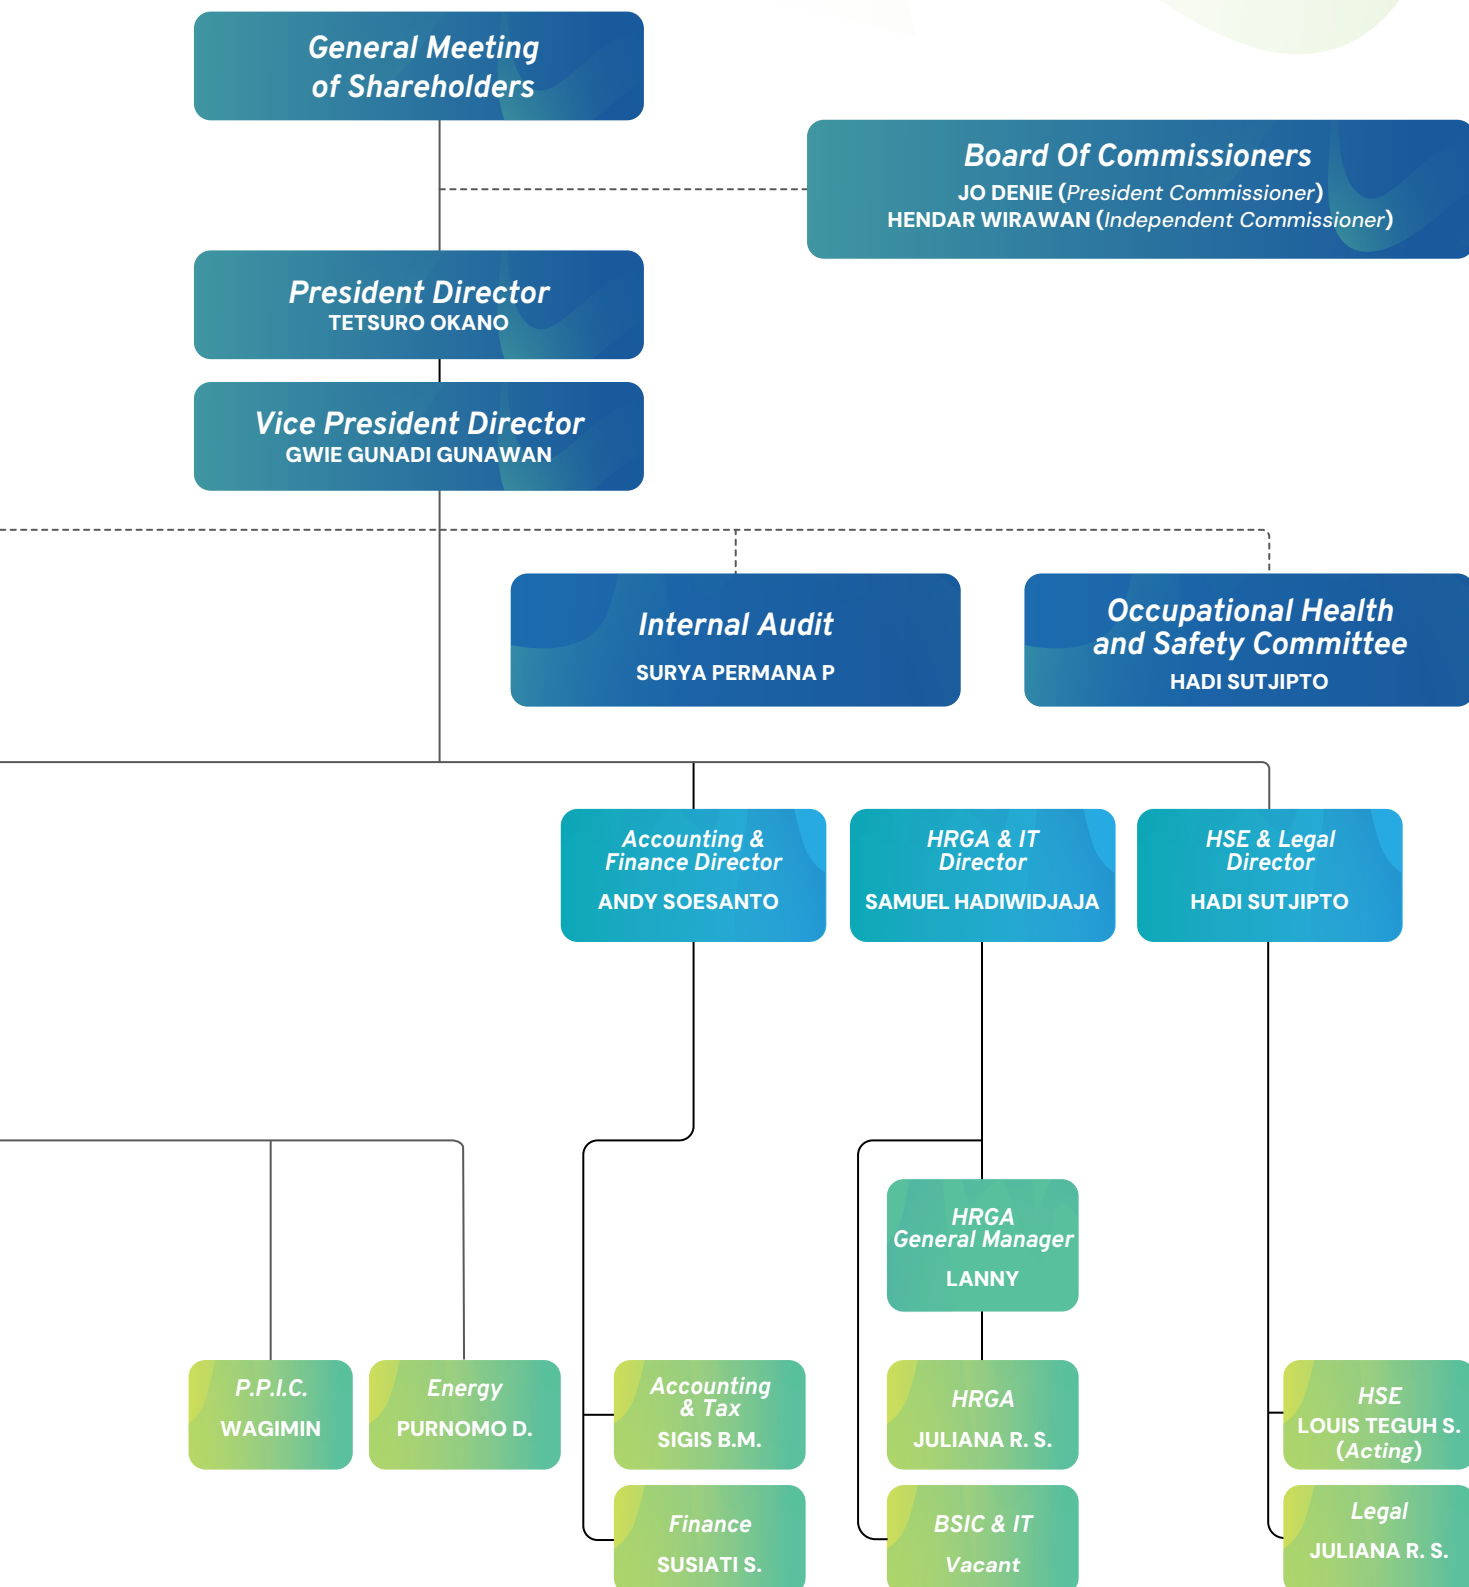 General Meeting
of Shareholders
Board Of Commissioners
JO DENIE (President Commissioner)
HENDAR WIRAWAN (Independent Commissioner)
President Director
TETSURO OKANO
Vice President Director
GWIE GUNADI GUNAWAN
Internal Audit
SURYA PERMANA P
Occupational Health
and Safety Committee
HADI SUTJIPTO
Accounting &
Finance Director
ANDY SOESANTO
HRGA & IT
Director
SAMUEL HADIWIDJAJA
HSE & Legal
Director
HADI SUTJIPTO
HRGA
General Manager
LANNY
P.P.I.C.
WAGIMIN
Energy
PURNOMO D.
Accounting
& Tax
SIGIS B.M.
HRGA
JULIANA R. S.
HSE
LOUIS TEGUH S.
(Acting)
Finance
SUSIATI S.
BSIC & IT
Vacant
Legal
JULIANA R. S.